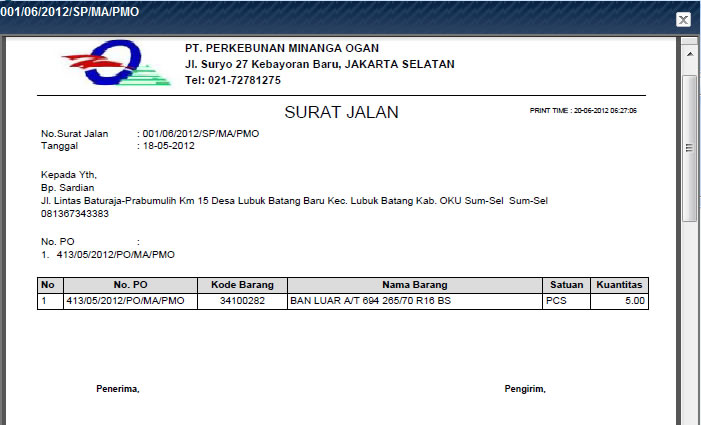 001/06/2012/SP/MA/PMO
PT. PERKEBUNAN MINANGA OGAN
Jl. Suryo 27 Kebayoran Baru, JAKARTA SELATAN
Tel: 021-72781275
SURAT JALAN
PRINT TIME : 20-06-2012 06:27:06
No.Surat Jalan : 001/06/2012/SP/MA/PMO
Tanggal : 18-05-2012
Kepada Yth,
Bp. Sardian
Jl. Lintas Baturaja-Prabumulih Km 15 Desa Lubuk Batang Baru Kec. Lubuk Batang Kab. OKU Sum-Sel Sum-Sel
081367343383
No. PO :
1. 413/05/2012/PO/MA/PMO
No No. PO Kode Barang Nama Barang Satuan Kuantitas
1 413/05/2012/PO/MA/PMO 34100282 BAN LUAR A/T 694 265/70 R16 BS PCS 5.00
Penerima, Pengirim,